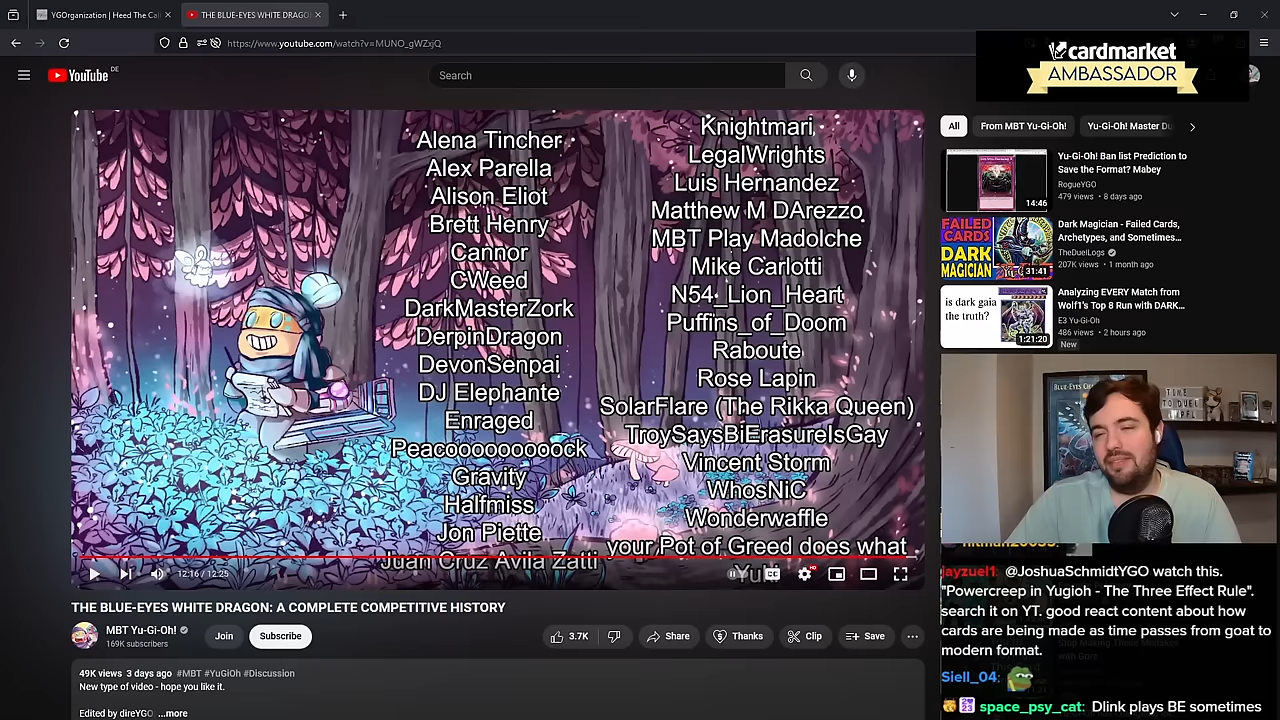 YGOrganization | Heed The Cal
THE BLUE-EYES WHITE DRAGO
https://www.youtube.com/watch?v=MUNO_gWZxjQ
cardmarket
AMBASSADOR
YouTube
DE
Search
Alena Tincher
Alex Parella
Alison Eliot
Brett Henry
Cannor
CWeed
DarkMasterZork
DerpinDragon
DevonSenpai
DJ Elephante
Enraged
Peacooooooooock
Gravity
Halfmiss
Jon Piette
Juan Cruz Avila Zatti
Knightmari
LegalWrights
Luis Hernandez
Matthew M DArezzo
MBT Play Madolche
Mike Carlotti
N54_Lion_Heart
Puffins_of_Doom
Raboute
Rose Lapin
SolarFlare (The Rikka Queen)
TroySaysBiErasureIsGay
Vincent Storm
WhosNiC
Wonderwaffle
your Pot of Greed does what
12:16 / 12:25
HD
THE BLUE-EYES WHITE DRAGON: A COMPLETE COMPETITIVE HISTORY
MBT Yu-Gi-Oh!
169K subscribers
Join
Subscribe
3.7K
Share
Thanks
Clip
Save
49K views 3 days ago #MBT #YuGiOh #Discussion
New type of video - hope you like it.
Edited by direYGO ...more
All
From MBT Yu-Gi-Oh!
Yu-Gi-Oh! Master Du
14:46
Yu-Gi-Oh! Ban list Prediction to
Save the Format? Mabey
RogueYGO
479 views • 8 days ago
FAILED
CARDS
DARK
MAGICIAN
31:41
Dark Magician - Failed Cards,
Archetypes, and Sometimes...
TheDuelLogs
207K views • 1 month ago
is dark gaia
the truth?
1:21:20
Analyzing EVERY Match from
Wolf1's Top 8 Run with DARK...
E3 Yu-Gi-Oh
486 views • 2 hours ago
New
TIME
TO DUEL
jayzuel1: @JoshuaSchmidtYGO watch this.
"Powercreep in Yugioh - The Three Effect Rule".
search it on YT. good react content about how
cards are being made as time passes from goat to
modern format.
Siell_04:
space_psy_cat: Dlink plays BE sometimes